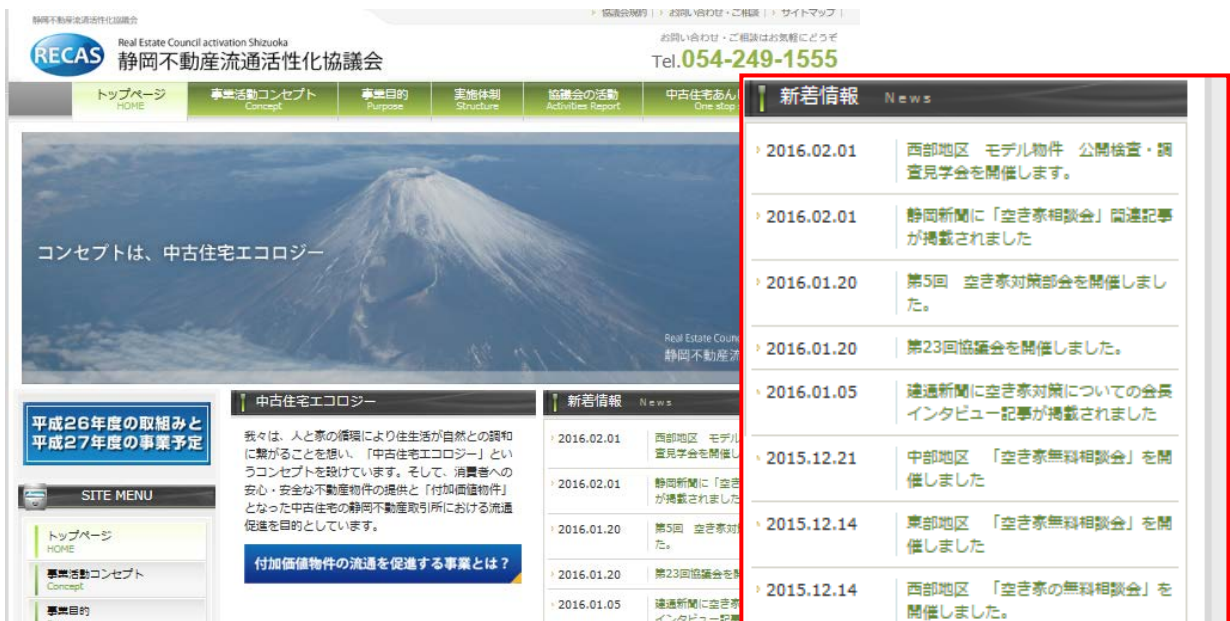 静岡不動産流通活性化協議会
協議会規約
お問い合わせ・ご相談
サイトマップ
RECAS
Real Estate Council activation Shizuoka
静岡不動産流通活性化協議会
お問い合わせ・ご相談はお気軽にどうぞ
Tel.054-249-1555
トップページ
HOME
事業活動コンセプト
Concept
事業目的
Purpose
実施体制
Structure
協議会の活動
Activities Report
中古住宅あん
One stop
コンセプトは、中古住宅エコロジー
Real Estate Coun
静岡不動産流
平成26年度の取組みと
平成27年度の事業予定
SITE MENU
トップページ
HOME
事業活動コンセプト
Concept
事業目的
中古住宅エコロジー
我々は、人と家の循環により住生活が自然との調和
に繋がることを想い、「中古住宅エコロジー」とい
うコンセプトを設けています。そして、消費者への
安心・安全な不動産物件の提供と「付加価値物件」
となった中古住宅の静岡不動産取引所における流通
促進を目的としています。
付加価値物件の流通を促進する事業とは?
新着情報 News
2016.02.01 西部地区 モデル
査見学会を開催し
2016.02.01 静岡新聞に「空き
が掲載されました
2016.01.20 第5回 空き家対
た。
2016.01.20 第23回協議会を開
2016.01.05 建通新聞に空き家
インタビュー記事
新着情報 News
2016.02.01 西部地区 モデル物件 公開検査・調
査見学会を開催します。
2016.02.01 静岡新聞に「空き家相談会」関連記事
が掲載されました
2016.01.20 第5回 空き家対策部会を開催しまし
た。
2016.01.20 第23回協議会を開催しました。
2016.01.05 建通新聞に空き家対策についての会長
インタビュー記事が掲載されました
2015.12.21 中部地区 「空き家無料相談会」を開
催しました
2015.12.14 東部地区 「空き家無料相談会」を開
催しました
2015.12.14 西部地区 「空き家の無料相談会」を
開催しました。